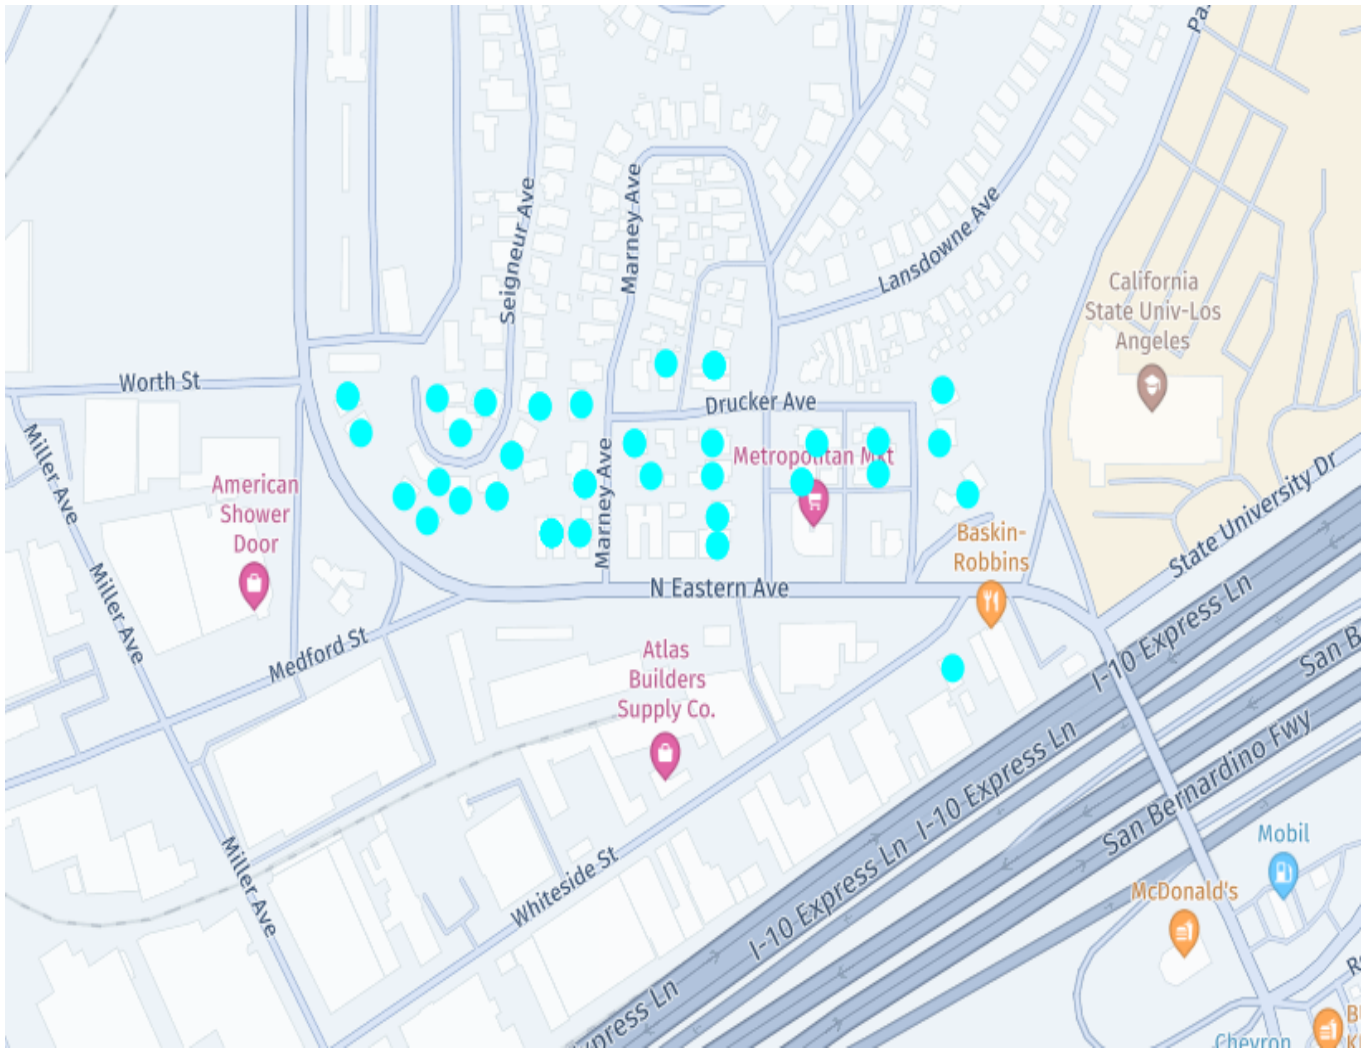 Pa
Seigneur Ave
Marney Ave
Lansdowne Ave
California
State Univ-Los
Angeles
Worth St
Drucker Ave
Miller Ave
American
Shower
Door
Marney Ave
Metropolitan Mkt
State University Dr
Baskin-
Robbins
Miller Ave
N Eastern Ave
I-10 Express Ln
San B
Medford St
Atlas
Builders
Supply Co.
I-10 Express Ln
San Bernardino Fwy
Mobil
Miller Ave
Whiteside St
I-10 Express Ln
McDonald's
xpress Ln
Chevron